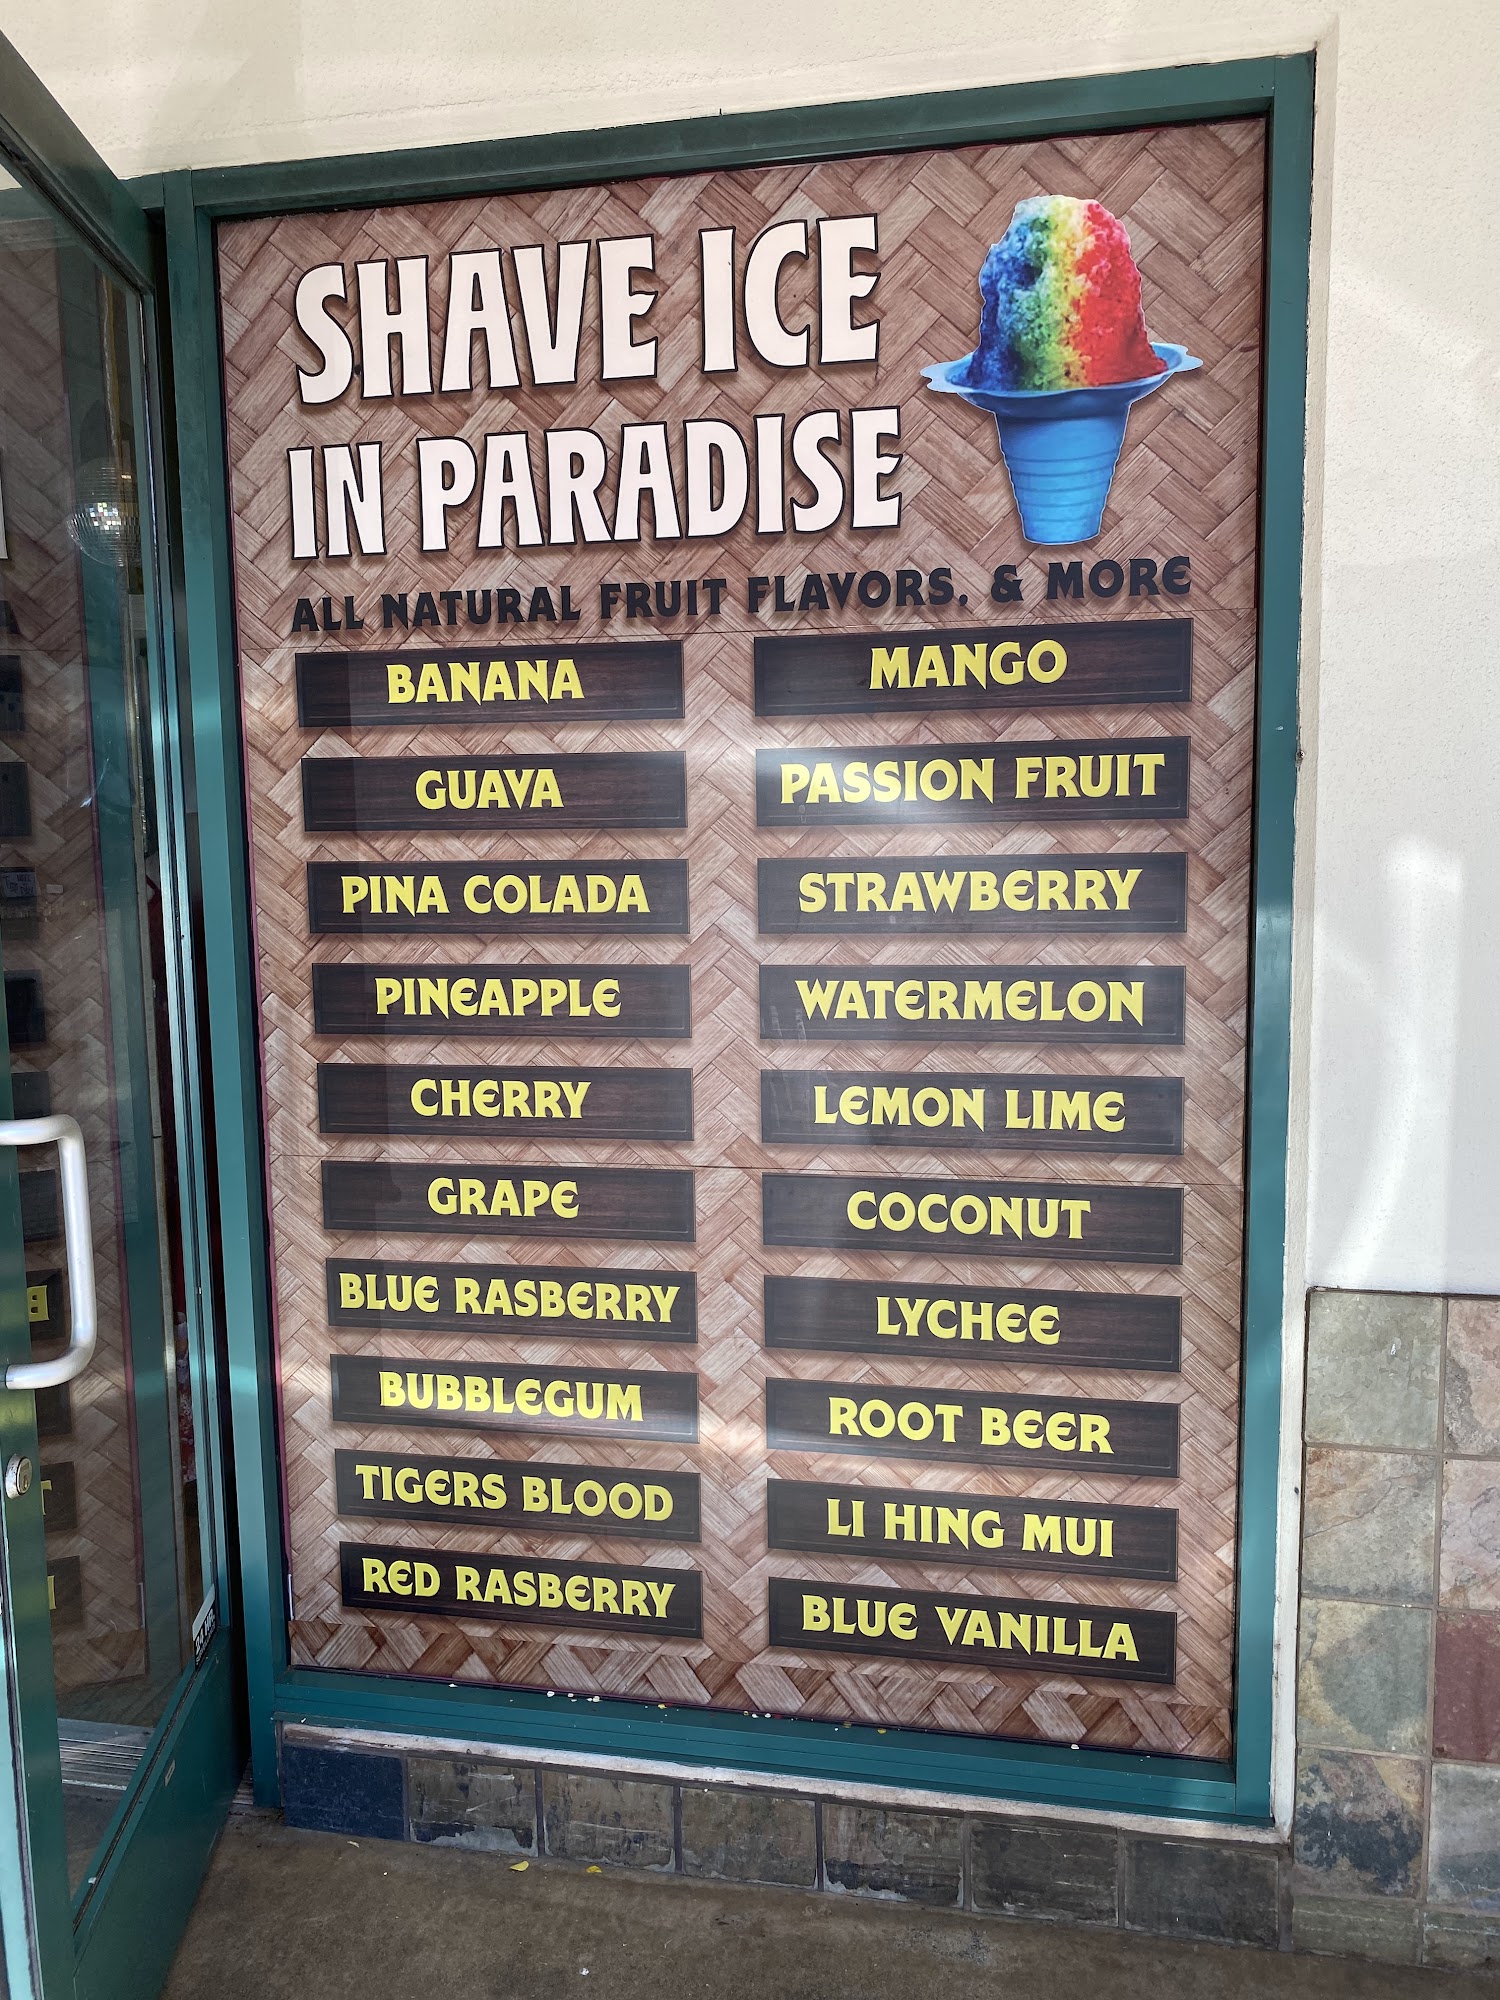 SHAVE ICE
IN PARADISE
ALL NATURAL FRUIT FLAVORS, & MORE
BANANA
GUAVA
PINA COLADA
PINEAPPLE
CHERRY
GRAPE
BLUE RASBERRY
BUBBLEGUM
TIGERS BLOOD
RED RASBERRY
MANGO
PASSION FRUIT
STRAWBERRY
WATERMELON
LEMON LIME
COCONUT
LYCHEE
ROOT BEER
LI HING MUI
BLUE VANILLA